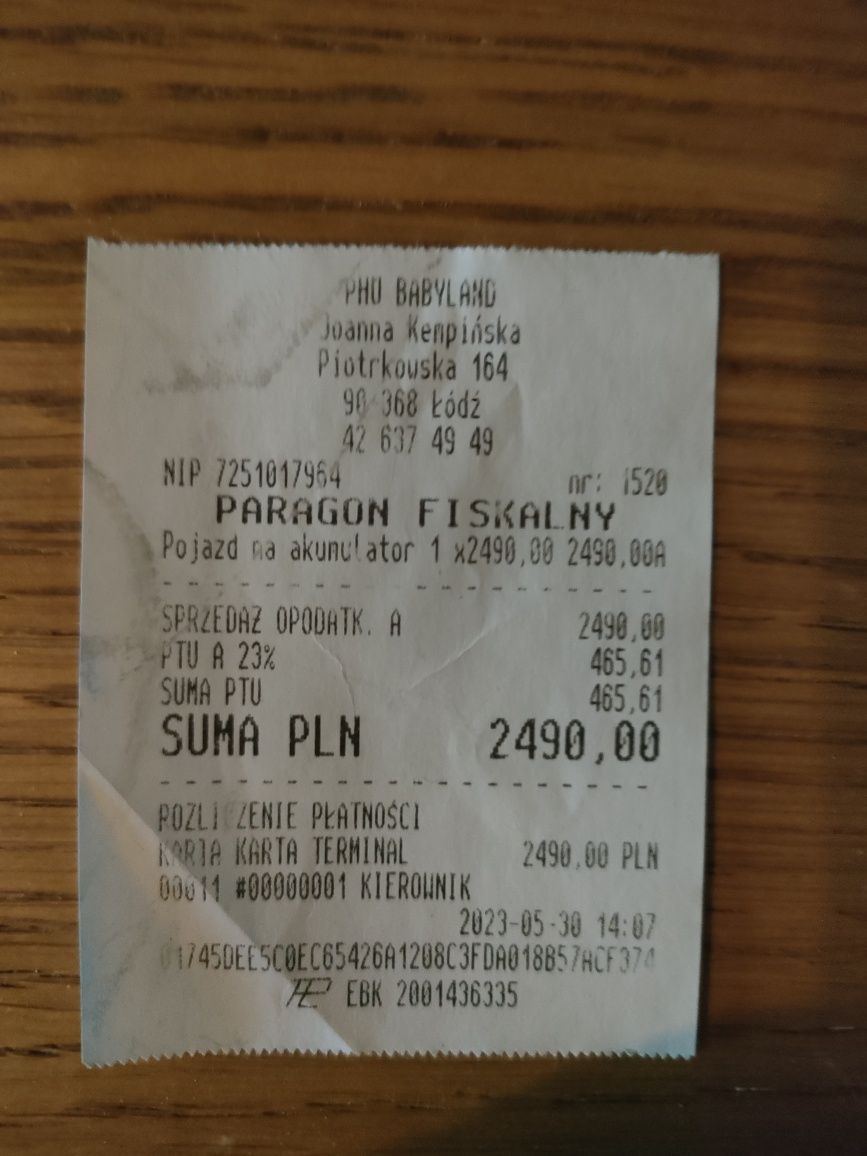 PHU BABYLAND
Joanna Kempińska
Piotrkowska 164
90-368 Łódź
42 637 49 49
NIP 7251017964 nr: 1520
PARAGON FISKALNY
Pojazd na akumulator 1 x2490,00 2490,00A
- - - - - - - - - - - - - - - - - - - -
SPRZEDAŻ OPODATK. A 2490,00
PTU A 23% 465,61
SUMA PTU 465,61
SUMA PLN 2490,00
- - - - - - - - - - - - - - - - - - - -
ROZLICZENIE PŁATNOŚCI
KARTA KARTA TERMINAL 2490,00 PLN
00011 #00000001 KIEROWNIK
2023-05-30 14:07
EBK 2001436335